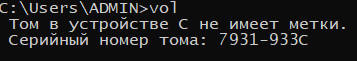 C:\Users\ADMIN>vol
Том в устройстве C не имеет метки.
Серийный номер тома: 7931-933C